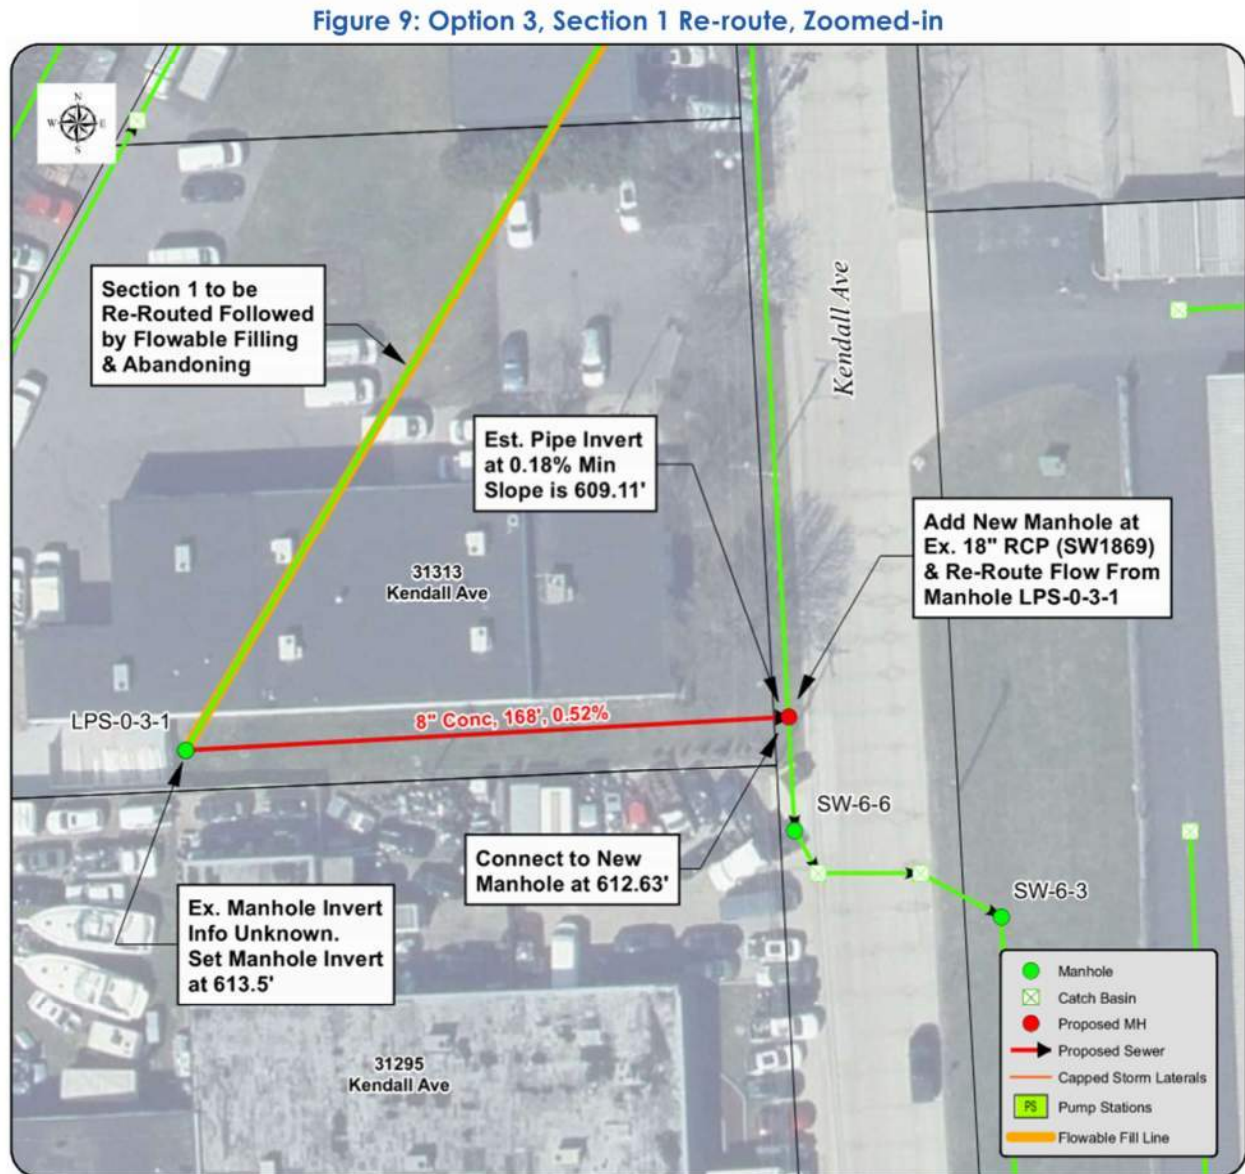 Figure 9: Option 3, Section 1 Re-route, Zoomed-in
N
W
E
S
Section 1 to be
Re-Routed Followed
by Flowable Filling
& Abandoning
Kendall Ave
Est. Pipe Invert
at 0.18% Min
Slope is 609.11'
Add New Manhole at
Ex. 18" RCP (SW1869)
& Re-Route Flow From
Manhole LPS-0-3-1
31313
Kendall Ave
LPS-0-3-1
8" Conc, 168', 0.52%
SW-6-6
Connect to New
Manhole at 612.63'
SW-6-3
Ex. Manhole Invert
Info Unknown.
Set Manhole Invert
at 613.5'
31295
Kendall Ave
Manhole
Catch Basin
Proposed MH
Proposed Sewer
Capped Storm Laterals
PS Pump Stations
Flowable Fill Line